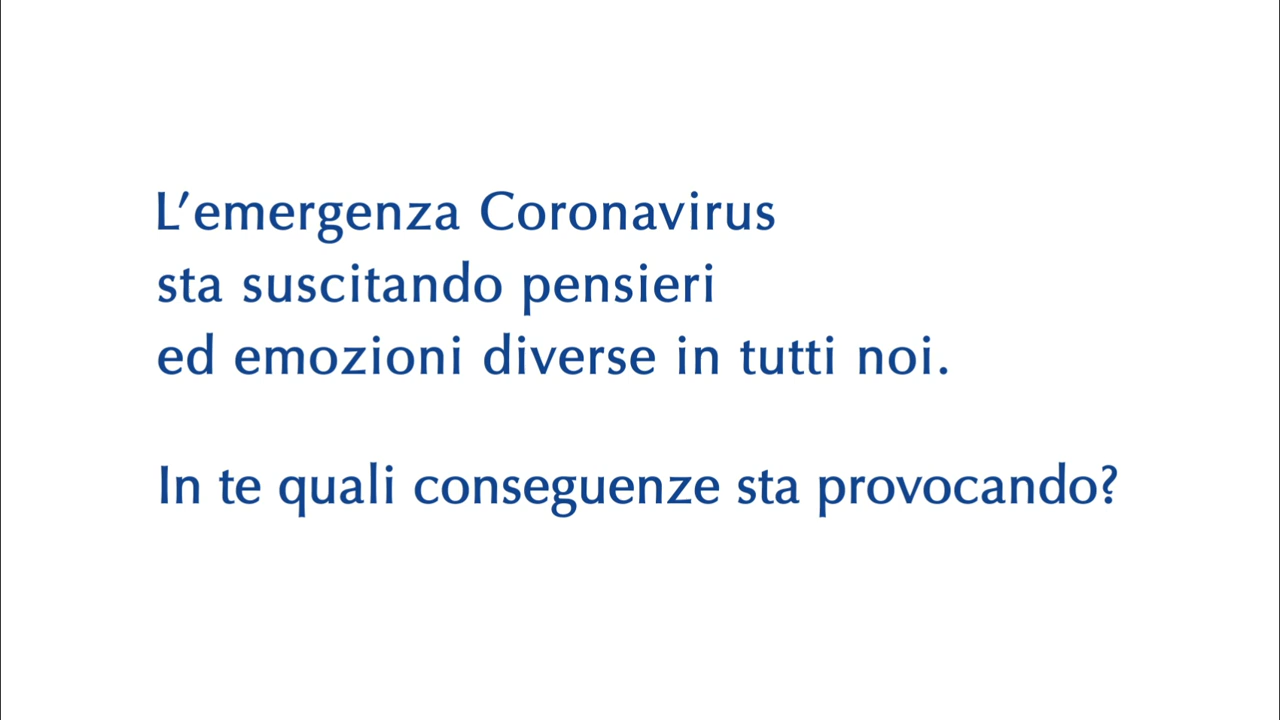 L’emergenza Coronavirus
sta suscitando pensieri
ed emozioni diverse in tutti noi.
In te quali conseguenze sta provocando?